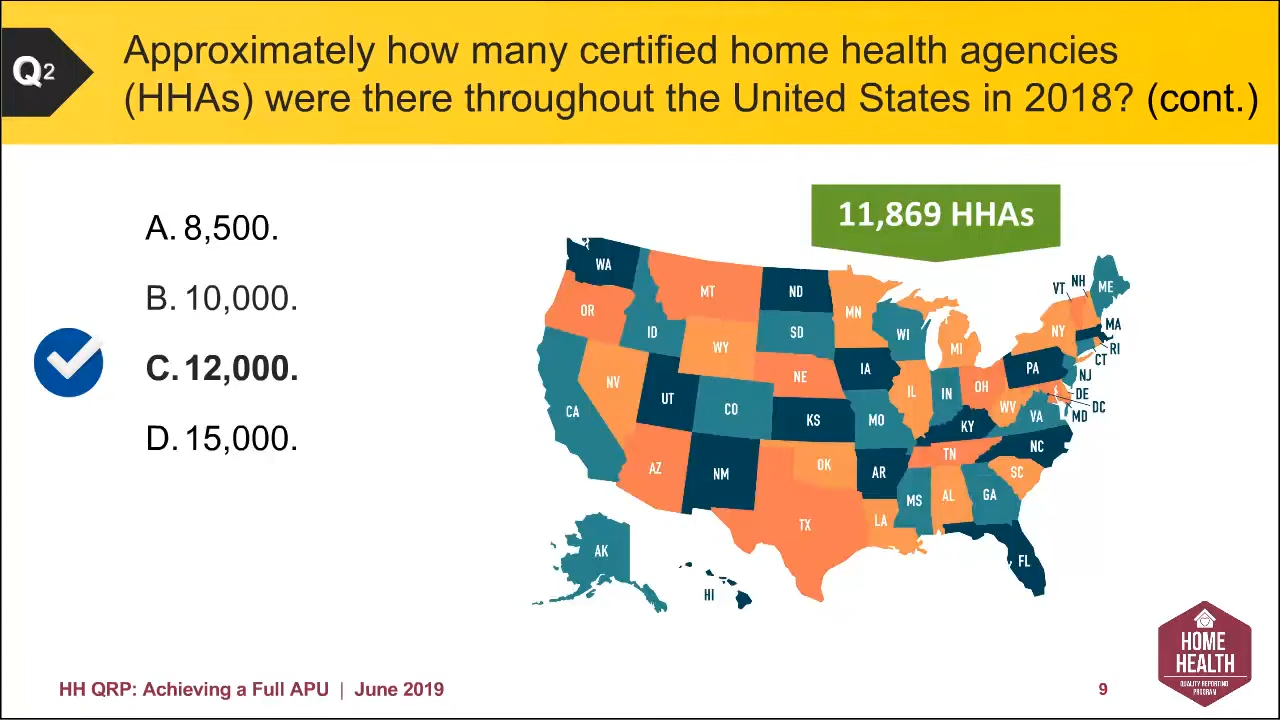 Q2
Approximately how many certified home health agencies
(HHAs) were there throughout the United States in 2018? (cont.)
A. 8,500.
B. 10,000.
C. 12,000.
D. 15,000.
11,869 HHAs
WA
MT
ND
MN
OR
ID
SD
WI
MI
WY
NE
IA
NV
UT
CO
KS
MO
IL
IN
OH
CA
AZ
NM
OK
AR
KY
WV
VA
TN
NC
SC
MS
AL
GA
LA
TX
FL
AK
HI
NY
PA
VT
NH
ME
MA
RI
CT
NJ
DE
DC
MD
HOME
HEALTH
QUALITY REPORTING
PROGRAM
HH QRP: Achieving a Full APU | June 2019
9